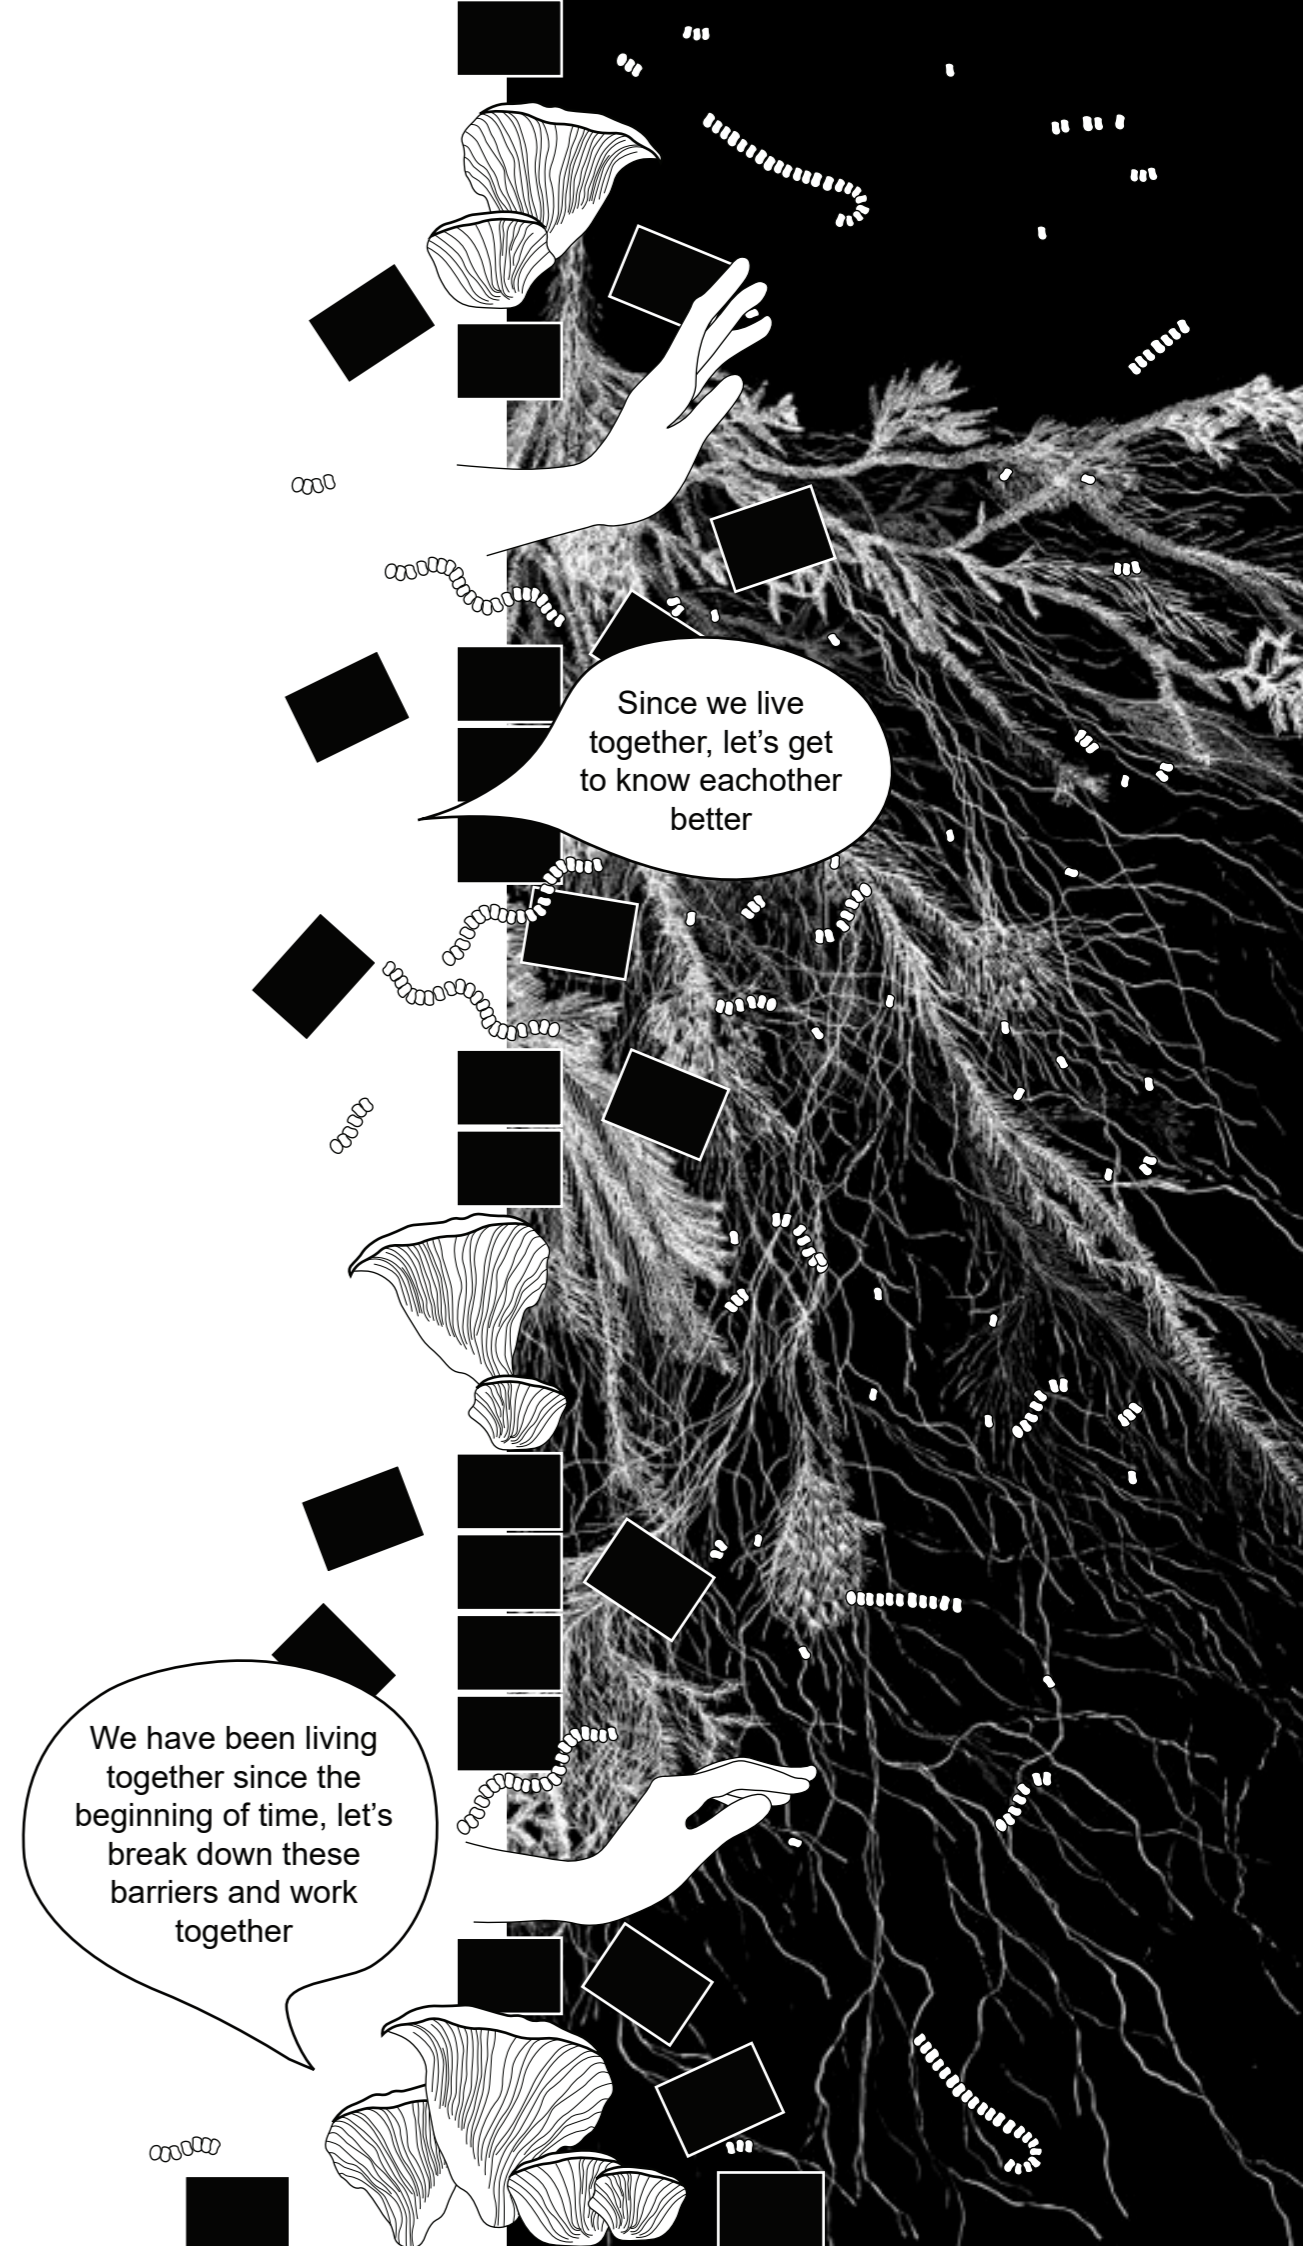 Since we live
together, let’s get
to know eachother
better
We have been living
together since the
beginning of time, let’s
break down these
barriers and work
together